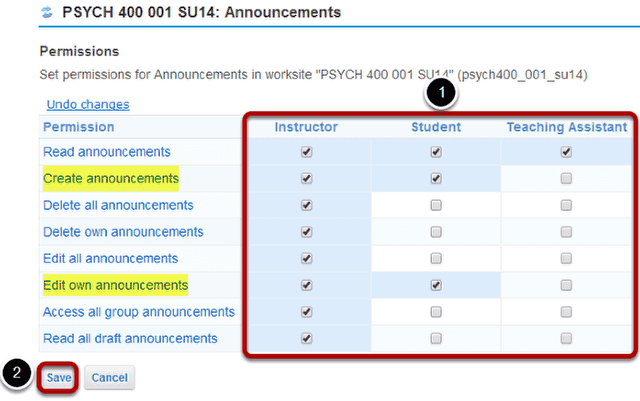 PSYCH 400 001 SU14: Announcements
Permissions
Set permissions for Announcements in worksite "PSYCH 400 001 SU14" (psych400_001_su14)
1
Undo changes
Permission Instructor Student Teaching Assistant
Read announcements
Create announcements
Delete all announcements
Delete own announcements
Edit all announcements
Edit own announcements
Access all group announcements
Read all draft announcements
2 Save Cancel